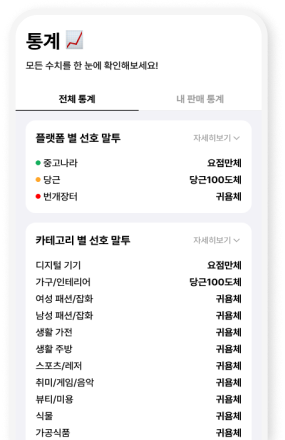 통계 📈
모든 수치를 한 눈에 확인해보세요!
전체 통계 내 판매 통계
플랫폼 별 선호 말투 자세히보기
중고나라 요점만체
당근 당근100도체
번개장터 귀욤체
카테고리 별 선호 말투 자세히보기
디지털 기기 요점만체
가구/인테리어 당근100도체
여성 패션/잡화 귀욤체
남성 패션/잡화 귀욤체
생활 가전 귀욤체
생활 주방 귀욤체
스포츠/레저 귀욤체
취미/게임/음악 귀욤체
뷰티/미용 귀욤체
식물 귀욤체
가공식품 귀욤체